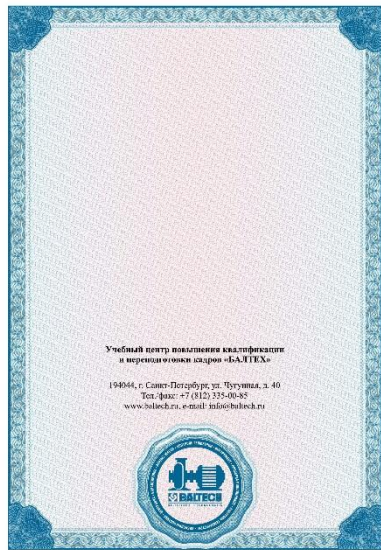 Учебный центр повышения квалификации
и переподготовки кадров «БАЛТЕХ»
194044, г. Санкт-Петербург, ул. Чугунная, д. 40
Тел./факс: +7 (812) 335-00-85
www.baltech.ru, e-mail: info@baltech.ru
BALTECH